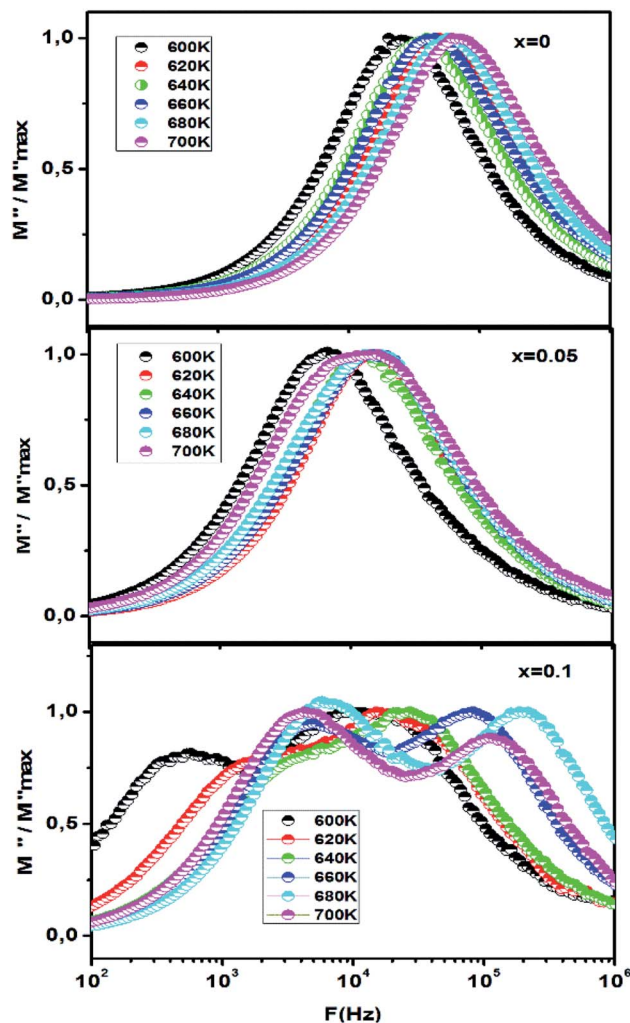 x=0
600K
620K
640K
660K
680K
700K
M''/M''max
1,0
0,5
0,0
x=0.05
600K
620K
640K
660K
680K
700K
M''/M''max
1,0
0,5
0,0
x=0.1
M''/M''max
1,0
0,5
0,0
600K
620K
640K
660K
680K
700K
10² 10³ 10⁴ 10⁵ 10⁶
F(Hz)